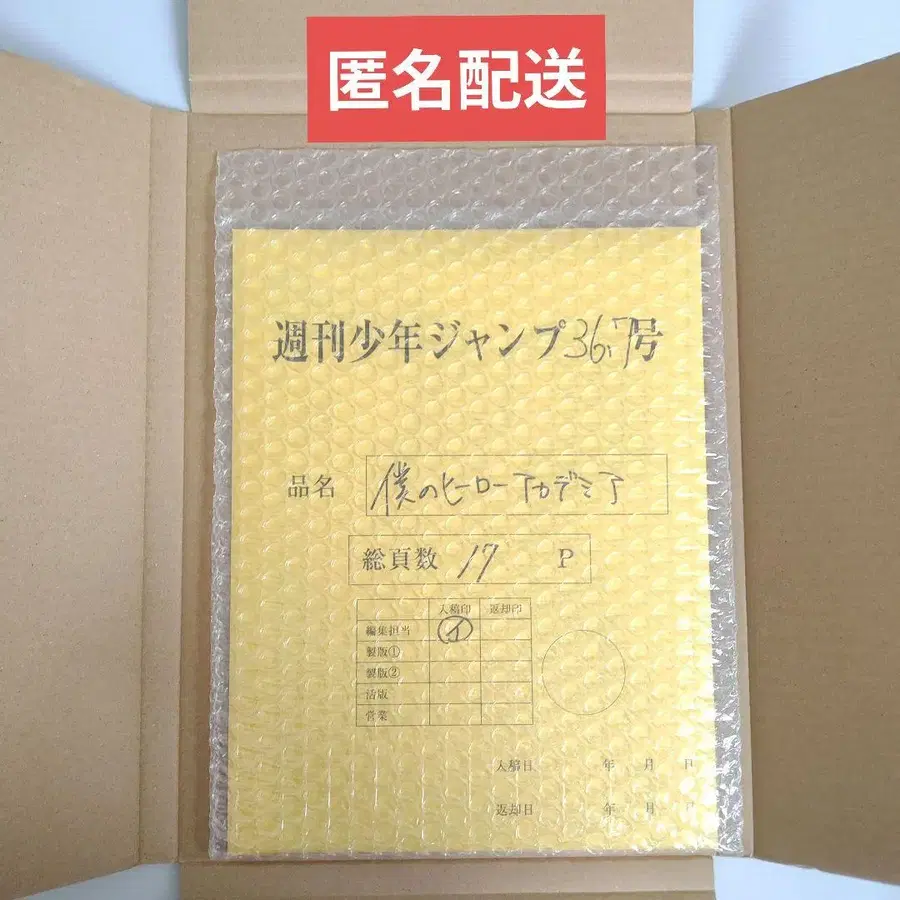 匿名配送
週刊少年ジャンプ36,7号
品名 僕のヒーローアカデミア
総頁数 17 P
入稿印 返却印
編集担当 イ
製版①
製版②
活版
営業
入稿日 年 月 日
返却日 年 月 日